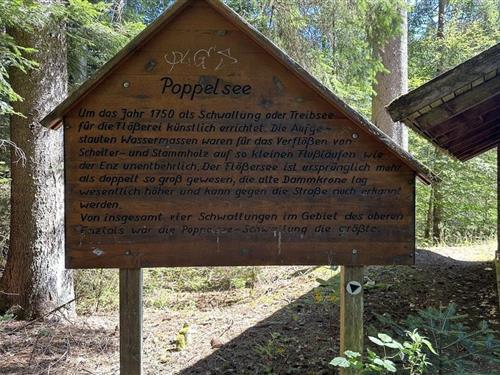 Poppelsee
Um das Jahr 1750 als Schwallung oder Treibsee
für die Flößerei künstlich errichtet. Die Aufge-
stauten Wassermassen waren für das Verflößen von
Scheiter- und Stammholz auf so kleinen Flußläufen wie
der Enz unentbehrlich. Der Flößersee ist ursprünglich mehr
als doppelt so groß gewesen, die alte Dammkrone lag
wesentlich höher und kann gegen die Straße noch erkannt
werden.
Von insgesamt vier Schwallungen im Gebiet des oberen
Enztals war die Poppelsee-Schwallung die größte.